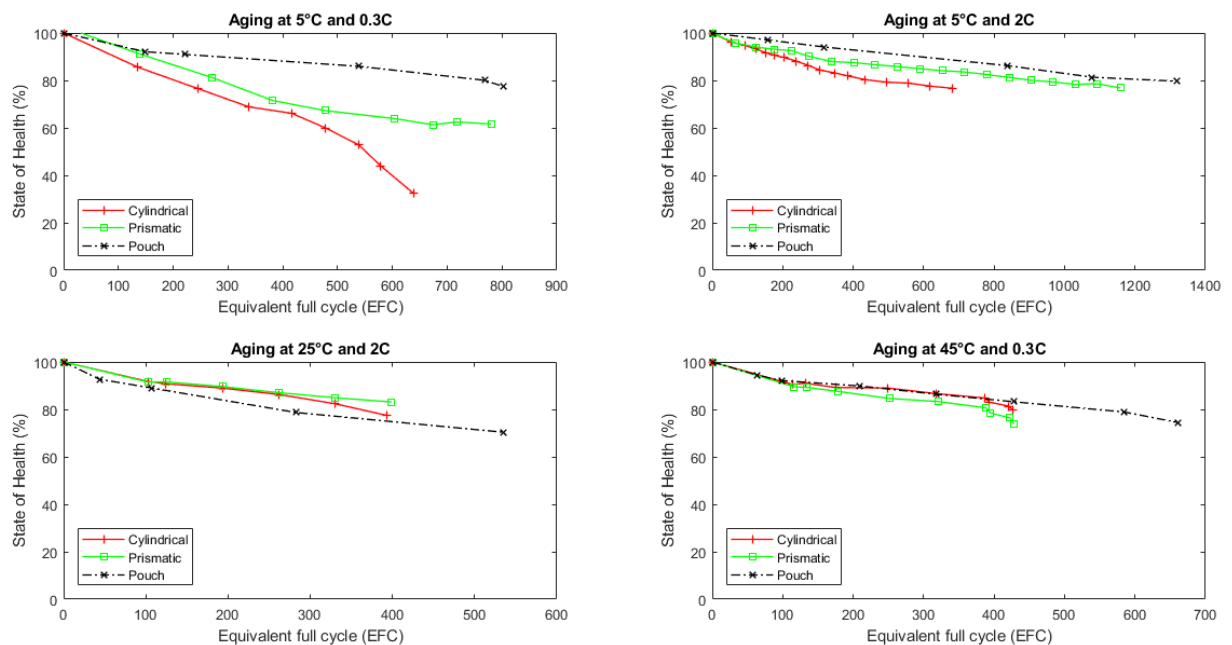 Aging at 5°C and 0.3C
100
80
60
40
20
0
State of Health (%)
Cylindrical
Prismatic
Pouch
0 100 200 300 400 500 600 700 800 900
Equivalent full cycle (EFC)
Aging at 5°C and 2C
100
80
60
40
20
0
State of Health (%)
Cylindrical
Prismatic
Pouch
0 200 400 600 800 1000 1200 1400
Equivalent full cycle (EFC)
Aging at 25°C and 2C
100
80
60
40
20
0
State of Health (%)
Cylindrical
Prismatic
Pouch
0 100 200 300 400 500 600
Equivalent full cycle (EFC)
Aging at 45°C and 0.3C
100
80
60
40
20
0
State of Health (%)
Cylindrical
Prismatic
Pouch
0 100 200 300 400 500 600 700
Equivalent full cycle (EFC)